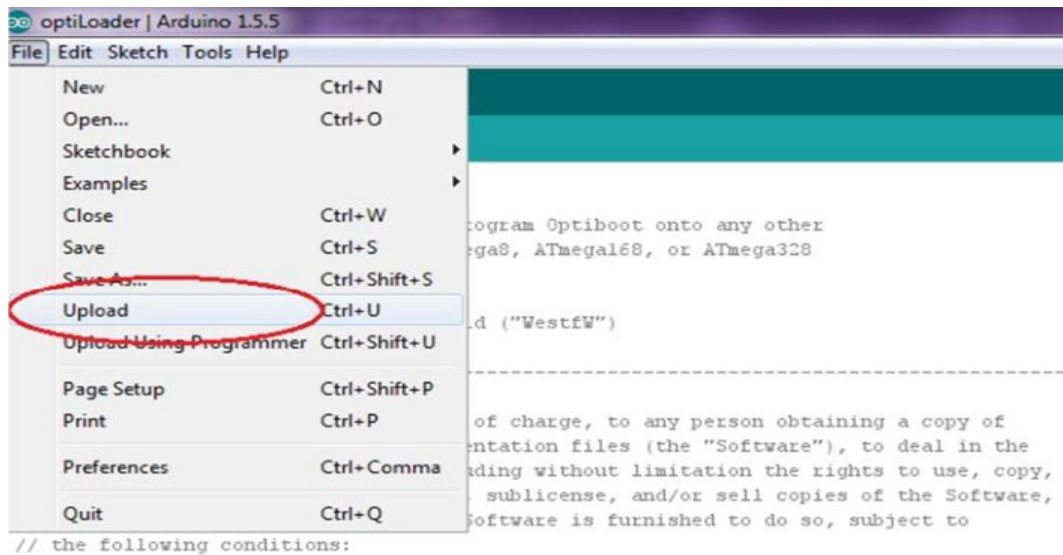 optiLoader | Arduino 1.5.5
File Edit Sketch Tools Help
New Ctrl+N
Open... Ctrl+O
Sketchbook
Examples
Close Ctrl+W
ogram Optiboot onto any other
Save Ctrl+S
ega8, ATmega168, or ATmega328
Save As... Ctrl+Shift+S
Upload Ctrl+U
d ("WestfW")
Upload Using Programmer Ctrl+Shift+U
Page Setup Ctrl+Shift+P
Print Ctrl+P
of charge, to any person obtaining a copy of
entation files (the "Software"), to deal in the
Preferences Ctrl+Comma
ding without limitation the rights to use, copy,
sublicense, and/or sell copies of the Software,
Quit Ctrl+Q
Software is furnished to do so, subject to
// the following conditions: